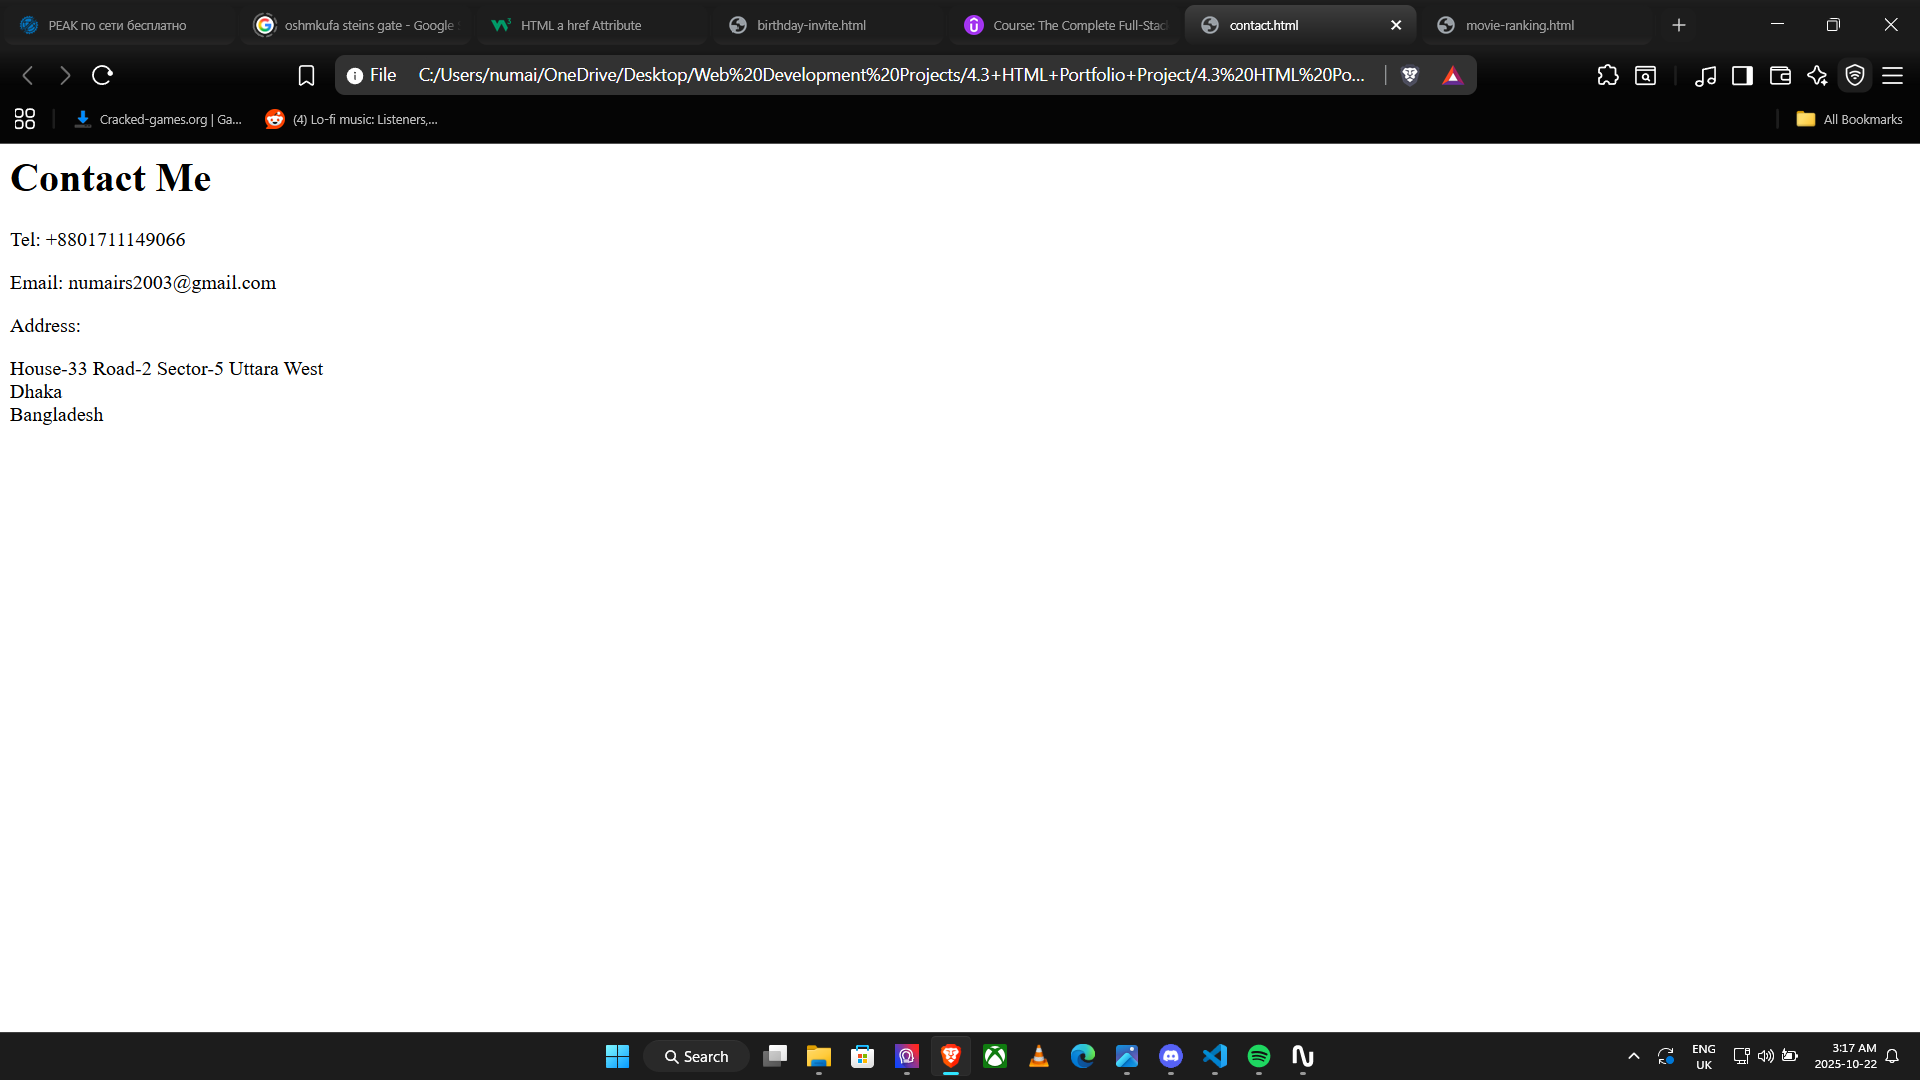 PEAK по сети бесплатно
oshmkufa steins gate - Google
HTML a href Attribute
birthday-invite.html
Course: The Complete Full-Stac
contact.html
movie-ranking.html
File C:/Users/numai/OneDrive/Desktop/Web%20Development%20Projects/4.3+HTML+Portfolio+Project/4.3%20HTML%20Po...
Cracked-games.org | Ga...
(4) Lo-fi music: Listeners,...
All Bookmarks
Contact Me
Tel: +8801711149066
Email: numairs2003@gmail.com
Address:
House-33 Road-2 Sector-5 Uttara West
Dhaka
Bangladesh
Search
ENG
UK
3:17 AM
2025-10-22